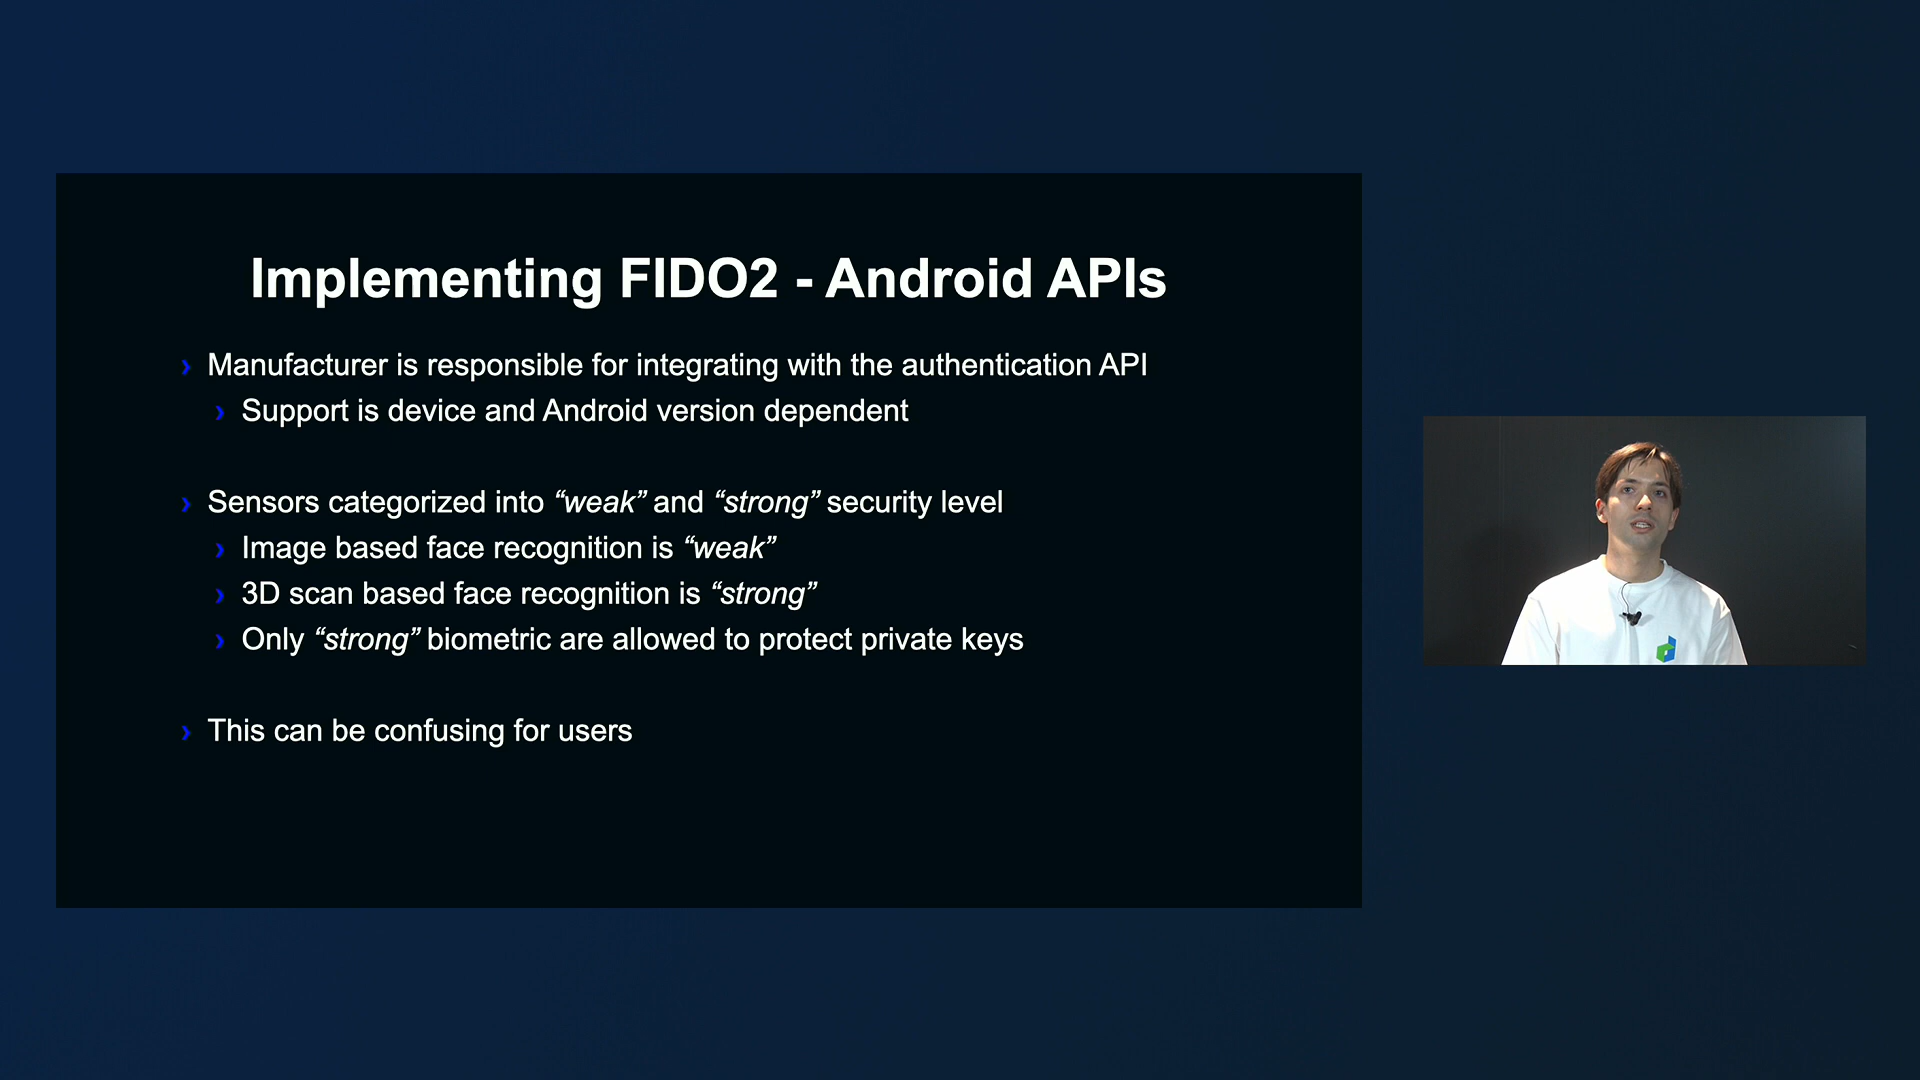 Implementing FIDO2 - Android APIs
› Manufacturer is responsible for integrating with the authentication API
› Support is device and Android version dependent
› Sensors categorized into “weak” and “strong” security level
› Image based face recognition is “weak”
› 3D scan based face recognition is “strong”
› Only “strong” biometric are allowed to protect private keys
› This can be confusing for users